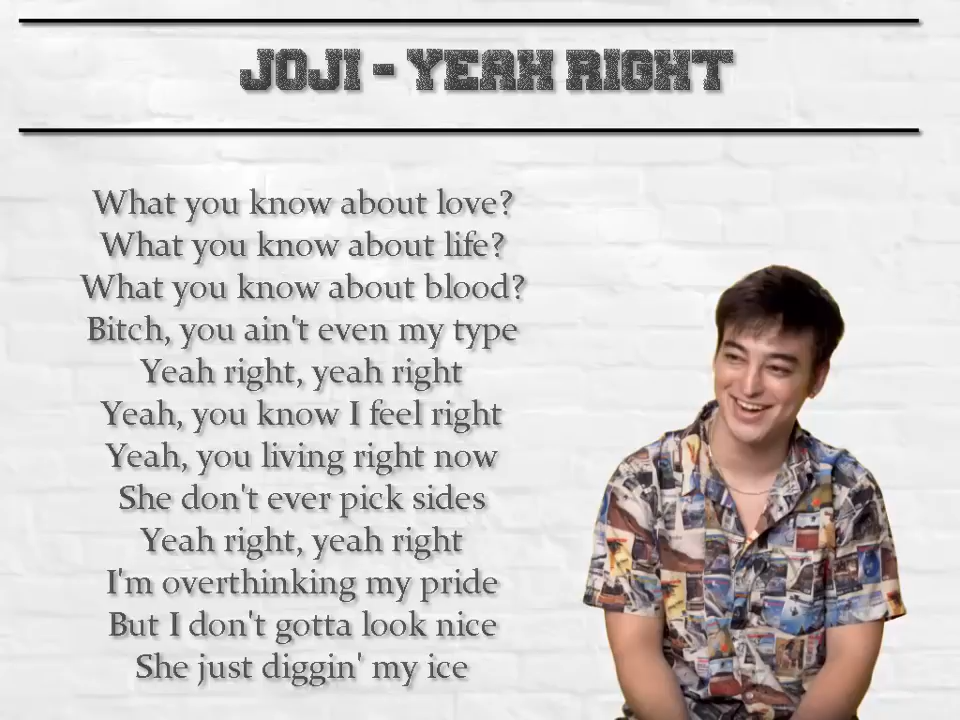 JOJI - YEAH RIGHT
What you know about love?
What you know about life?
What you know about blood?
Bitch, you ain't even my type
Yeah right, yeah right
Yeah, you know I feel right
Yeah, you living right now
She don't ever pick sides
Yeah right, yeah right
I'm overthinking my pride
But I don't gotta look nice
She just diggin' my ice